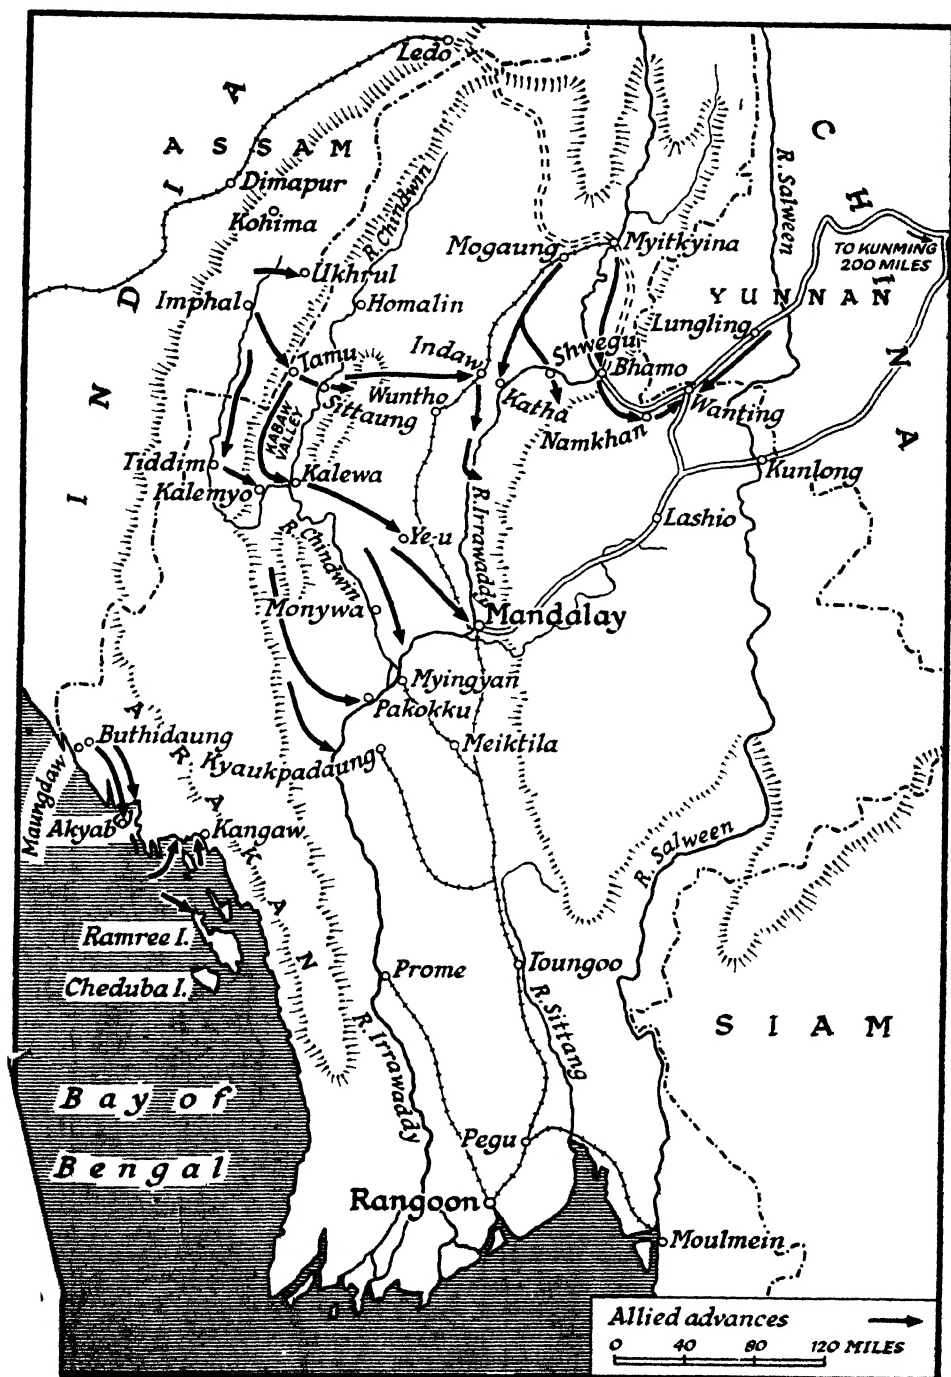 Ledo
INDIA
ASSAM
CHINA
Dimapur
Kohima
R. Chindwin
R. Salween
Mogaung
Myitkyina
TO KUNMING
200 MILES
Ukhrul
Imphal
Homalin
YUNNAN
Lungling
Tamu
Indaw
Shwegu
Bhamo
Sittaung
Wuntho
Katha
Wanting
KABAW
VALLEY
Namkhan
Tiddim
Kalemyo
Kalewa
Kunlong
R. Irrawaddy
Lashio
R. Chindwin
Ye-u
Monywa
Mandalay
Myingyan
Pakokku
ARAKAN
Buthidaung
Maungdaw
Kyaukpadaung
Meiktila
Akyab
Kangaw
R. Salween
Ramree I.
Cheduba I.
Prome
Toungoo
R. Sittang
R. Irrawaddy
SIAM
Bay of
Bengal
Pegu
Rangoon
Moulmein
Allied advances
0 40 80 120 MILES